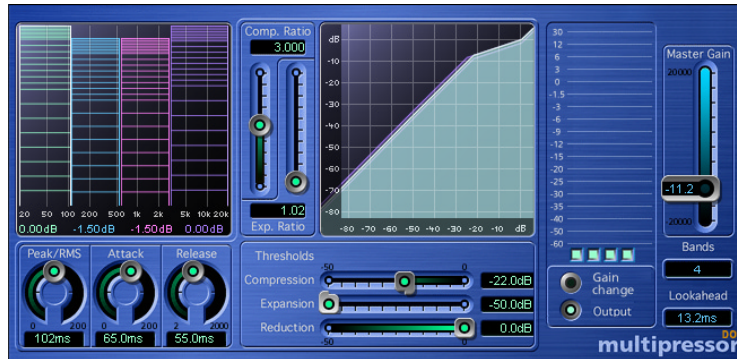 Comp. Ratio
3.000
1.02
Exp. Ratio
20 50 100 200 500 1k 2k 5k 10k 20k
0.00dB -1.50dB -1.50dB 0.00dB
dB
-10
-20
-30
-40
-50
-60
-70
-80
-80 -70 -60 -50 -40 -30 -20 -10 dB
30
12
6
3
0
-1.5
-3
-6
-9
-12
-15
-20
-25
-30
-35
-40
-50
-60
Gain change
Output
Master Gain
20000
-11.2
-20000
Bands
4
Lookahead
13.2ms
Peak/RMS Attack Release
0 200 0 200 2 2000
102ms 65.0ms 55.0ms
Thresholds
-50 0
Compression -22.0dB
Expansion -50.0dB
Reduction 0.0dB
-50 0
multipressor